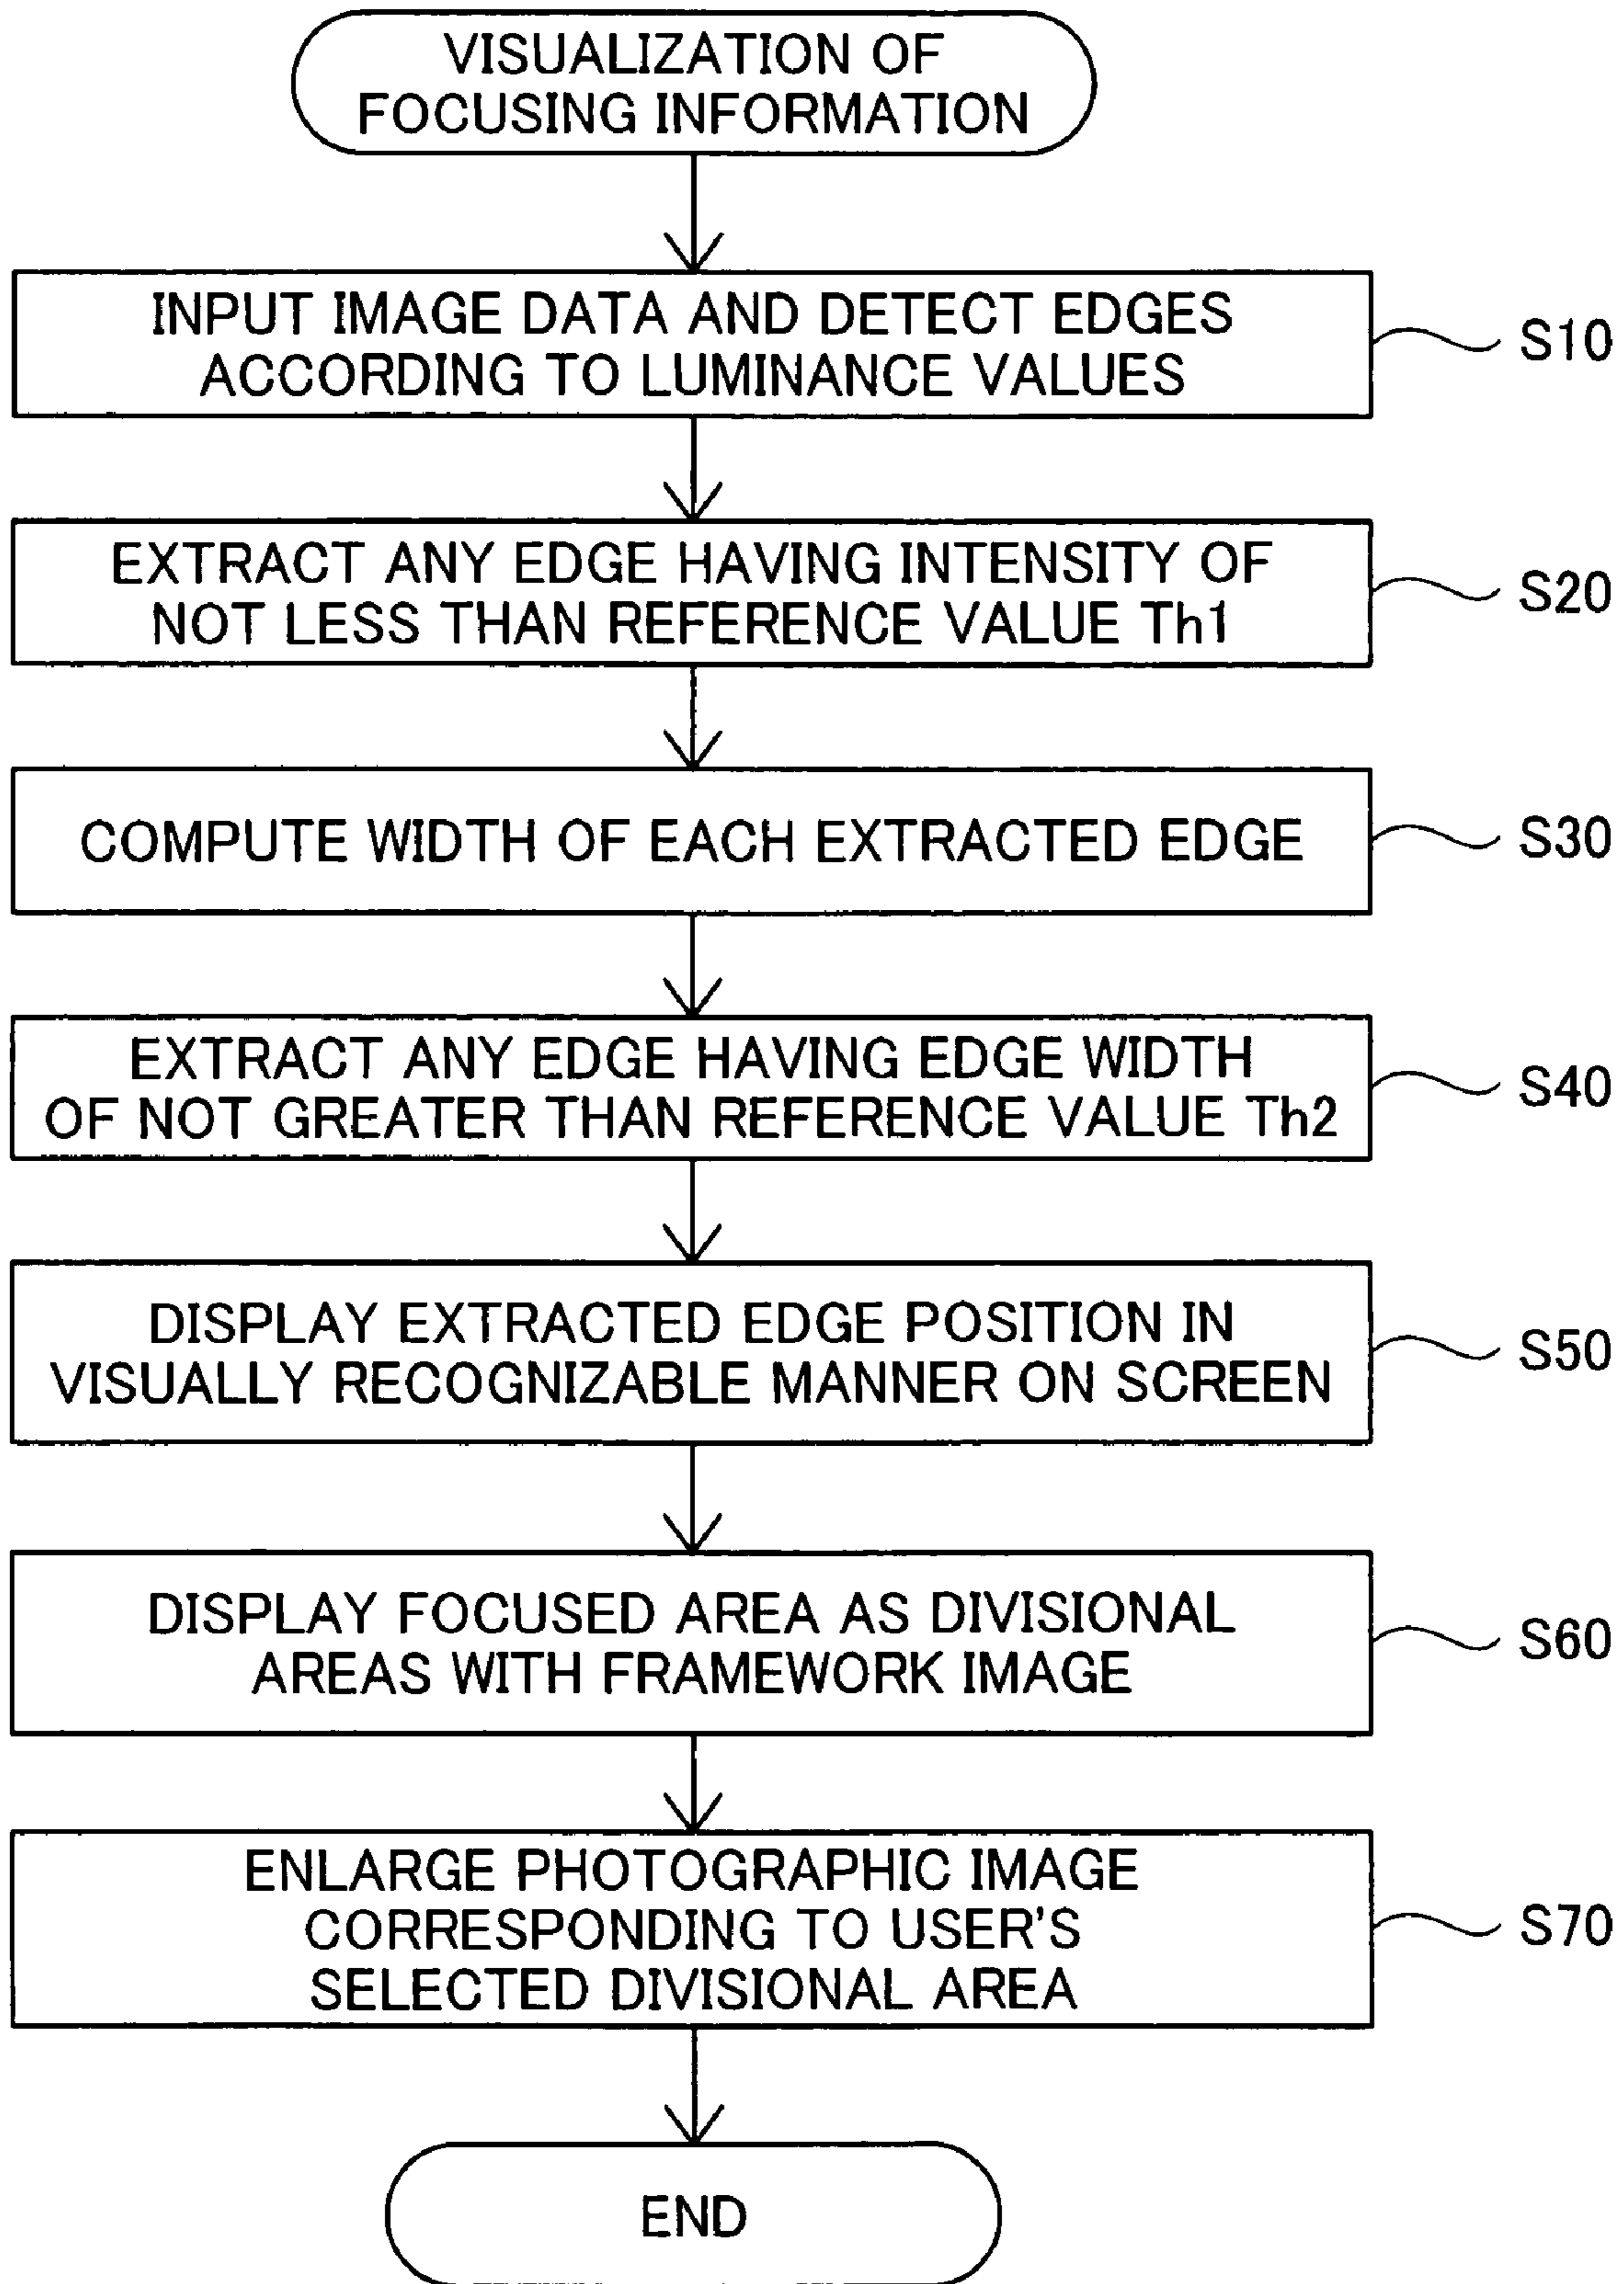 VISUALIZATION OF
FOCUSING INFORMATION
INPUT IMAGE DATA AND DETECT EDGES
ACCORDING TO LUMINANCE VALUES
S10
EXTRACT ANY EDGE HAVING INTENSITY OF
NOT LESS THAN REFERENCE VALUE Th1
S20
COMPUTE WIDTH OF EACH EXTRACTED EDGE
S30
EXTRACT ANY EDGE HAVING EDGE WIDTH
OF NOT GREATER THAN REFERENCE VALUE Th2
S40
DISPLAY EXTRACTED EDGE POSITION IN
VISUALLY RECOGNIZABLE MANNER ON SCREEN
S50
DISPLAY FOCUSED AREA AS DIVISIONAL
AREAS WITH FRAMEWORK IMAGE
S60
ENLARGE PHOTOGRAPHIC IMAGE
CORRESPONDING TO USER'S
SELECTED DIVISIONAL AREA
S70
END